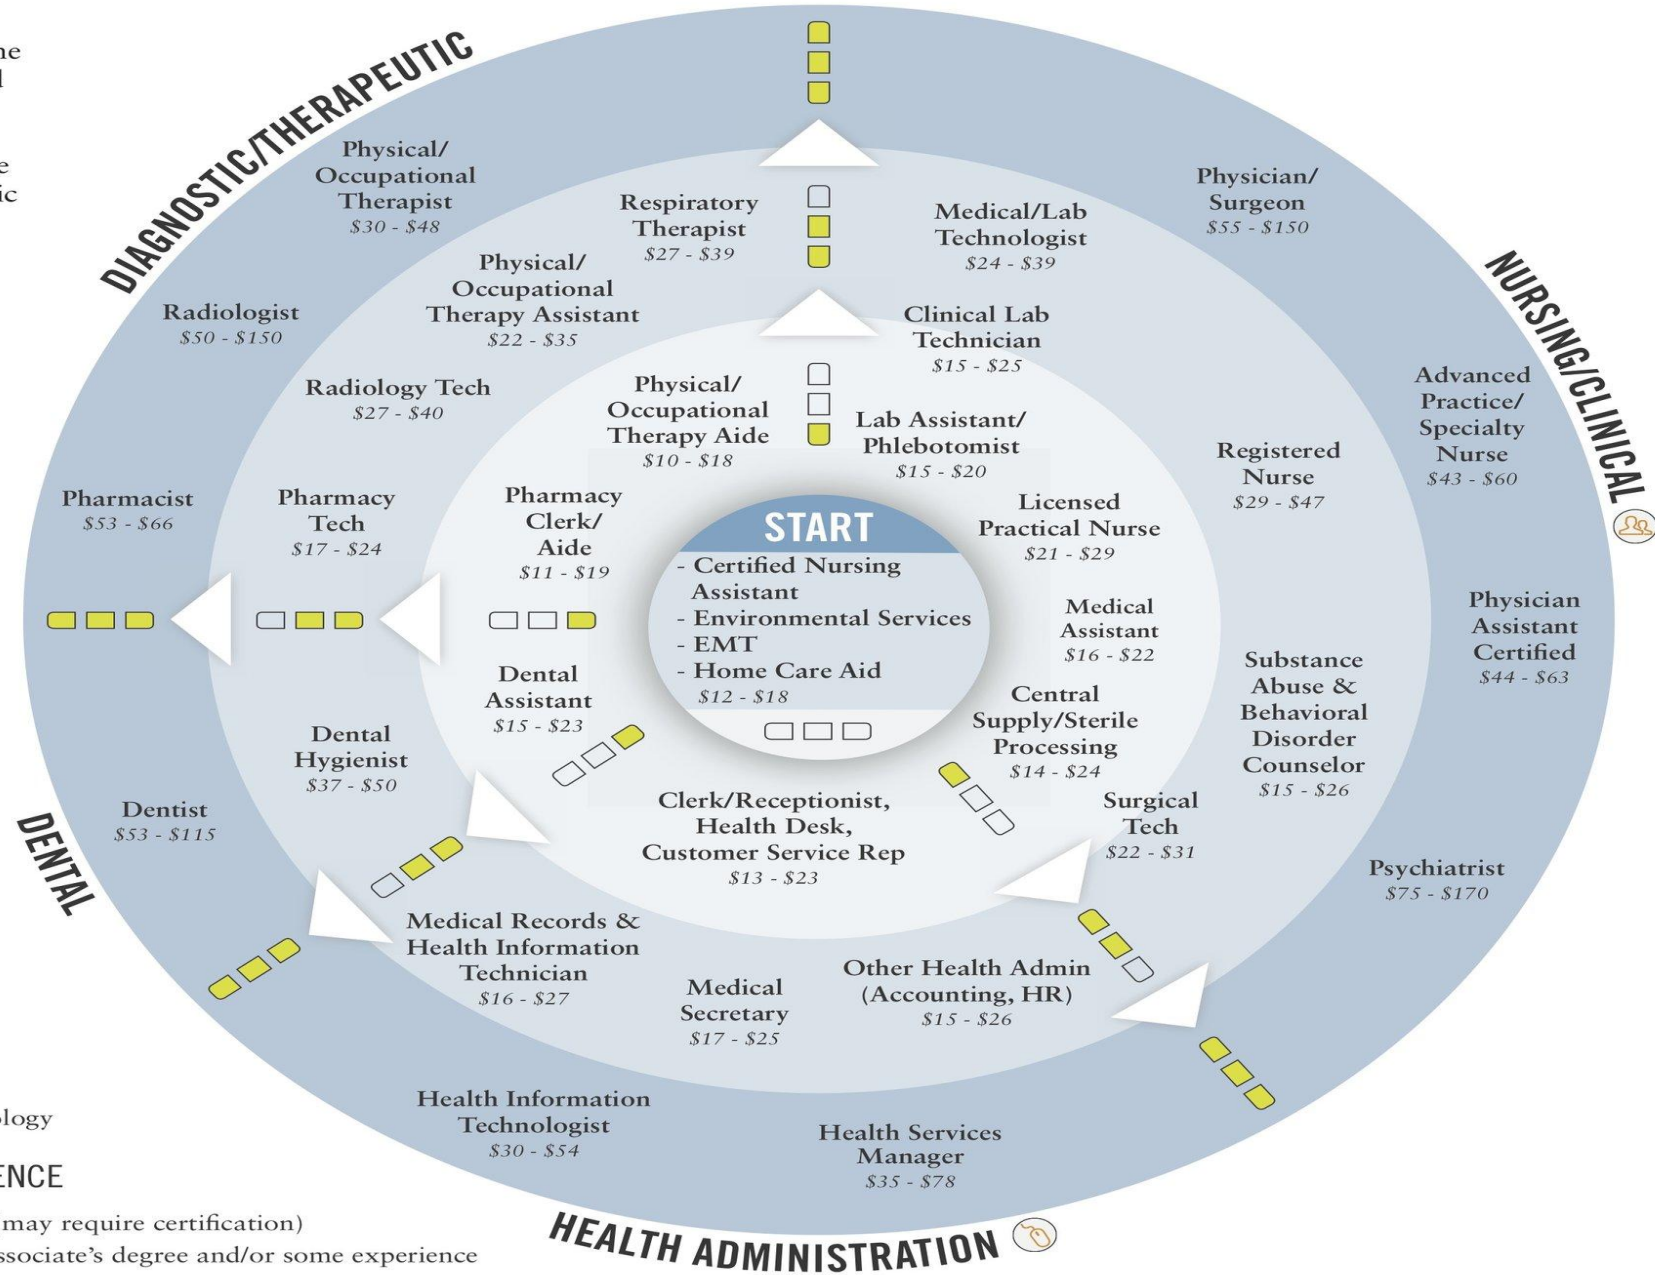 DIAGNOSTIC/THERAPEUTIC
Physical/
Occupational
Therapist
$30 - $48
Radiologist
$50 - $150
Pharmacist
$53 - $66
Respiratory
Therapist
$27 - $39
Physical/
Occupational
Therapy Assistant
$22 - $35
Radiology Tech
$27 - $40
Pharmacy
Tech
$17 - $24
Physical/
Occupational
Therapy Aide
$10 - $18
Pharmacy
Clerk/
Aide
$11 - $19
NURSING/CLINICAL
Physician/
Surgeon
$55 - $150
Medical/Lab
Technologist
$24 - $39
Clinical Lab
Technician
$15 - $25
Lab Assistant/
Phlebotomist
$15 - $20
Advanced
Practice/
Specialty
Nurse
$43 - $60
Registered
Nurse
$29 - $47
Licensed
Practical Nurse
$21 - $29
Medical
Assistant
$16 - $22
Physician
Assistant
Certified
$44 - $63
Substance
Abuse &
Behavioral
Disorder
Counselor
$15 - $26
Central
Supply/Sterile
Processing
$14 - $24
Surgical
Tech
$22 - $31
Psychiatrist
$75 - $170
START
- Certified Nursing
Assistant
- Environmental Services
- EMT
- Home Care Aid
$12 - $18
DENTAL
Dental
Assistant
$15 - $23
Dental
Hygienist
$37 - $50
Dentist
$53 - $115
HEALTH ADMINISTRATION
Clerk/Receptionist,
Health Desk,
Customer Service Rep
$13 - $23
Medical Records &
Health Information
Technician
$16 - $27
Medical
Secretary
$17 - $25
Other Health Admin
(Accounting, HR)
$15 - $26
Health Information
Technologist
$30 - $54
Health Services
Manager
$35 - $78
may require certification)
degree and/or some experience